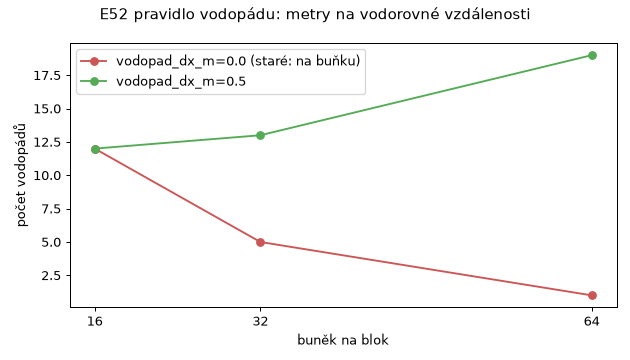 E52 pravidlo vodopádu: metry na vodorovné vzdálenosti
vodopad_dx_m=0.0 (staré: na buňku)
vodopad_dx_m=0.5
počet vodopádů
17.5
15.0
12.5
10.0
7.5
5.0
2.5
16
32
64
buněk na blok